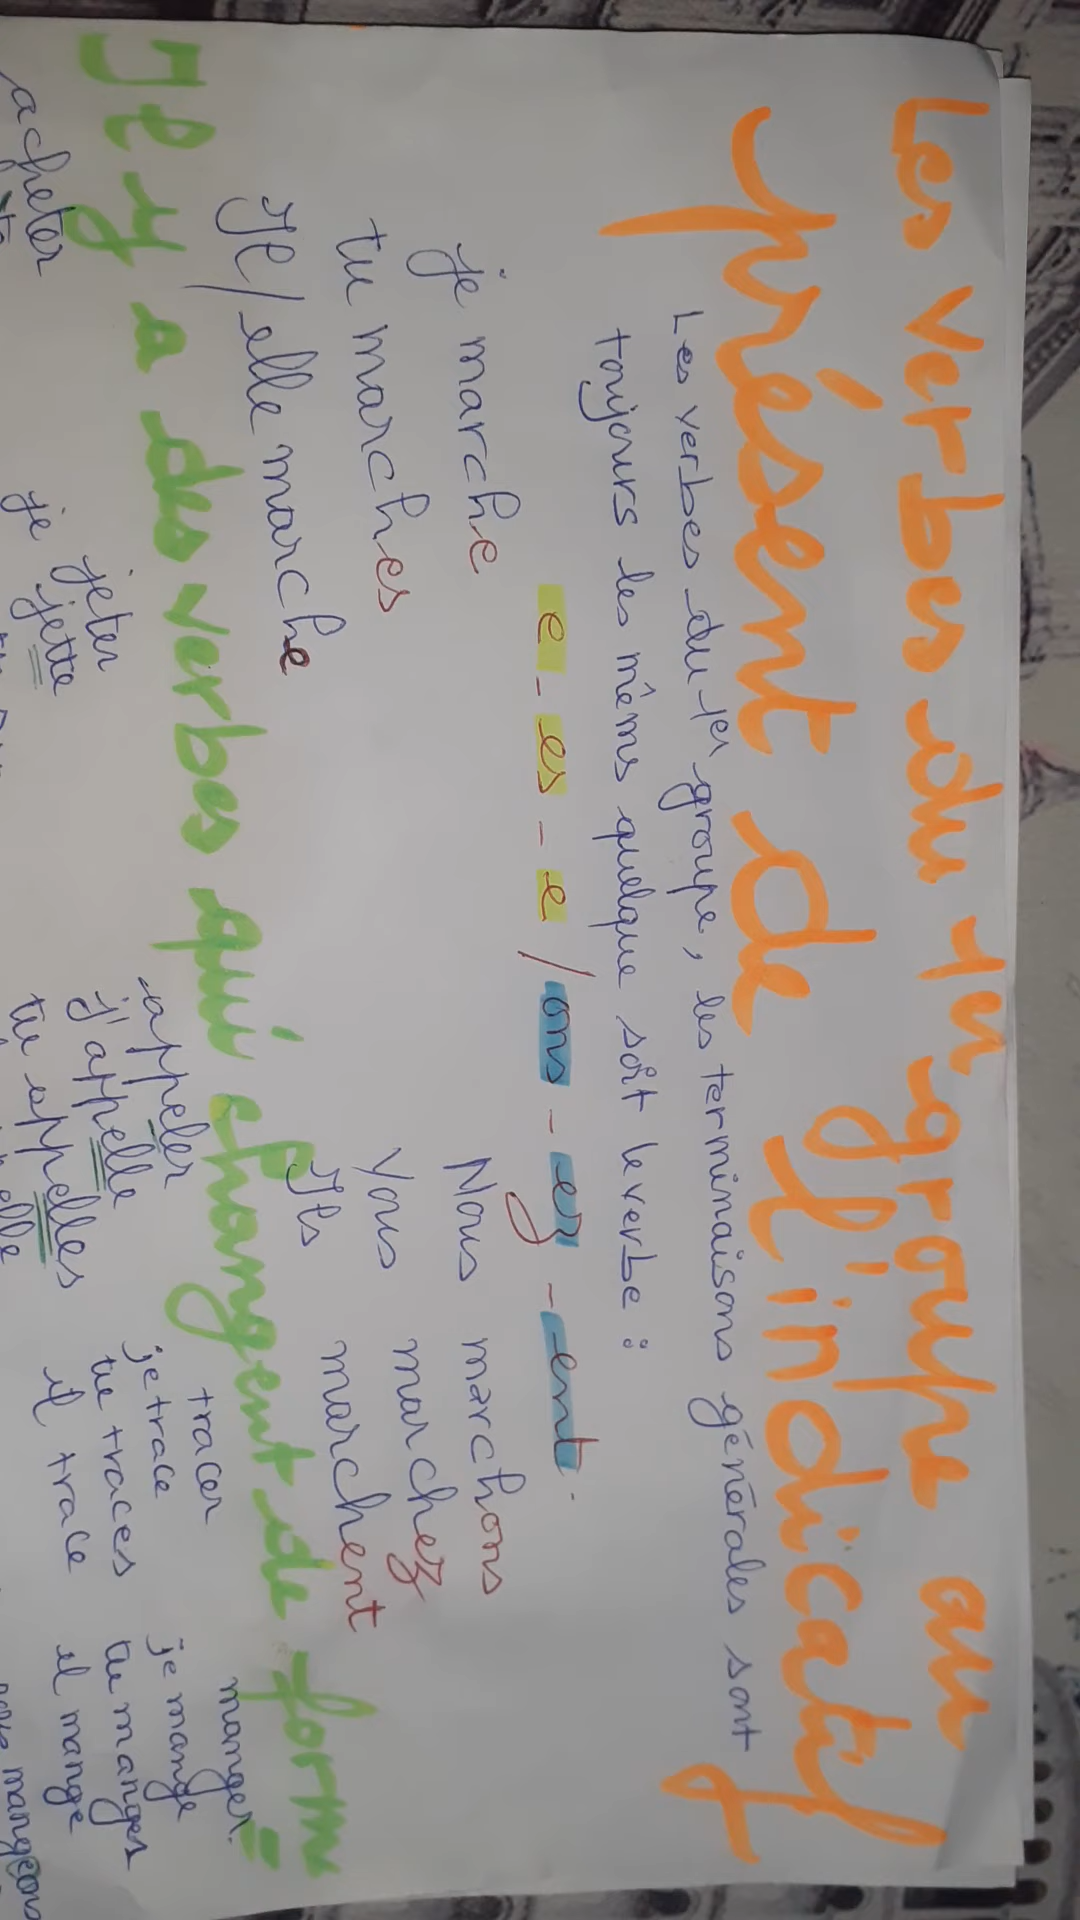 Les verbes du 1er groupe au
présent de l'indicatif
Les verbes du 1er groupe, les terminaisons générales sont
toujours les mêms quelque soit le verbe :
e - es - e / ons - ez - ent.
je marche
tu marches
Il/elle marche
Nous marchons
Vous marchez
Ils marchent
Il y a des verbes qui changent de form
acheter
jeter
je jette
appeler
j'appelle
tu appelles
tracer
je trace
tu traces
il trace
manger.
je mange
tu manges
il mange
mangeons